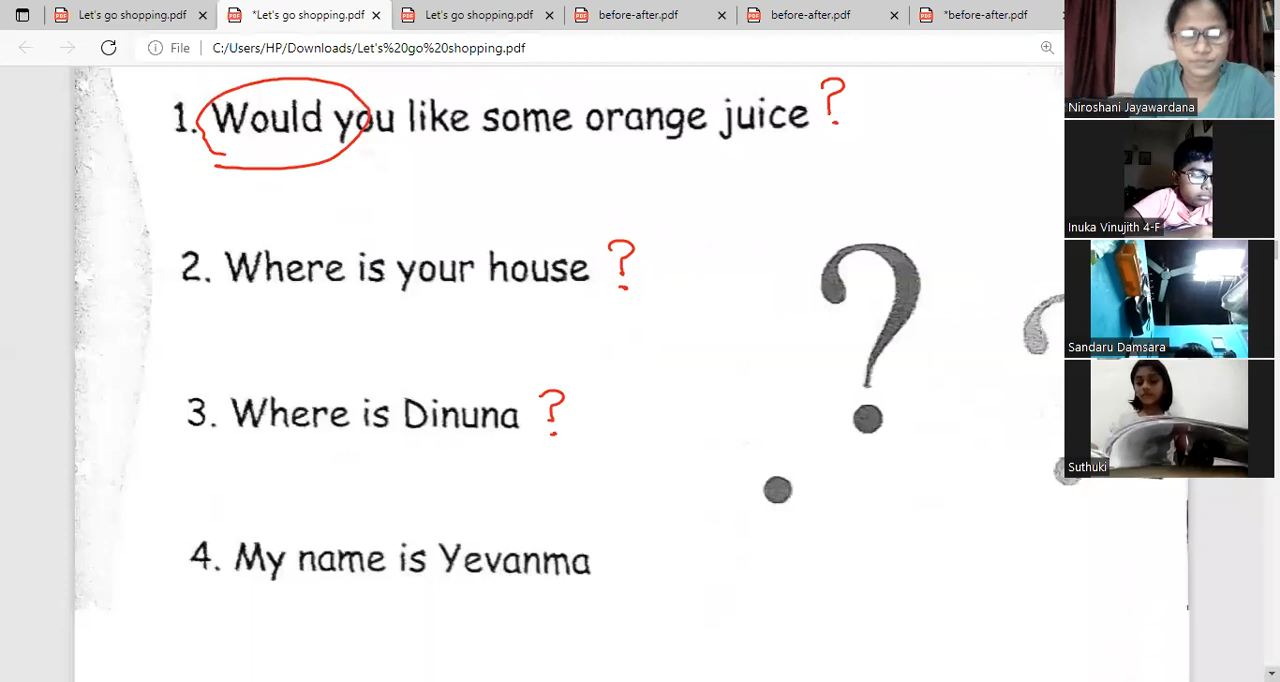 Let's go shopping.pdf
*Let's go shopping.pdf
Let's go shopping.pdf
before-after.pdf
before-after.pdf
*before-after.pdf
File
C:/Users/HP/Downloads/Let's%20go%20shopping.pdf
1. Would you like some orange juice ?
2. Where is your house ?
3. Where is Dinuna ?
4. My name is Yevanma
?
Niroshani Jayawardana
Inuka Vinujith 4-F
Sandaru Damsara
Suthuki